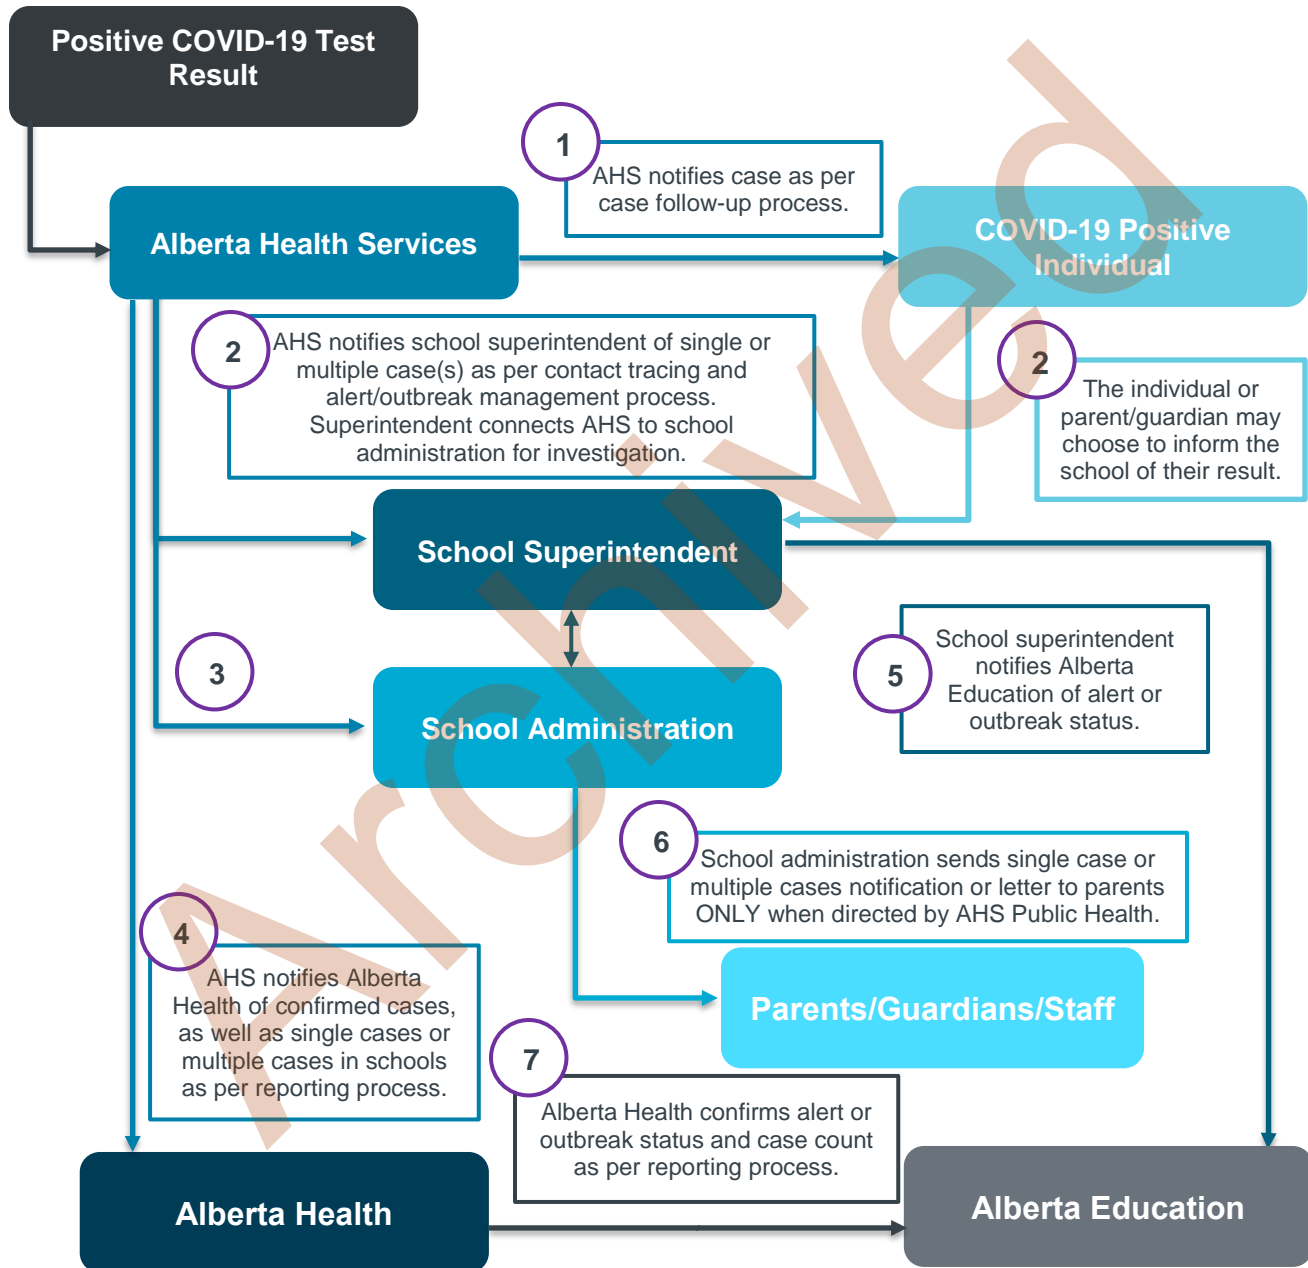 Positive COVID-19 Test
Result
1
AHS notifies case as per
case follow-up process.
Alberta Health Services
COVID-19 Positive
Individual
2
AHS notifies school superintendent of single or
multiple case(s) as per contact tracing and
alert/outbreak management process.
Superintendent connects AHS to school
administration for investigation.
2
The individual or
parent/guardian may
choose to inform the
school of their result.
School Superintendent
3
School Administration
5
School superintendent
notifies Alberta
Education of alert or
outbreak status.
6
School administration sends single case or
multiple cases notification or letter to parents
ONLY when directed by AHS Public Health.
4
AHS notifies Alberta
Health of confirmed cases,
as well as single cases or
multiple cases in schools
as per reporting process.
Parents/Guardians/Staff
7
Alberta Health confirms alert or
outbreak status and case count
as per reporting process.
Alberta Health
Alberta Education
Archived